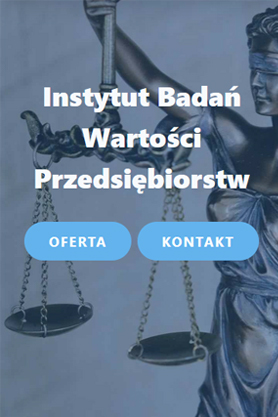 Instytut Badań
Wartości
Przedsiębiorstw
OFERTA KONTAKT